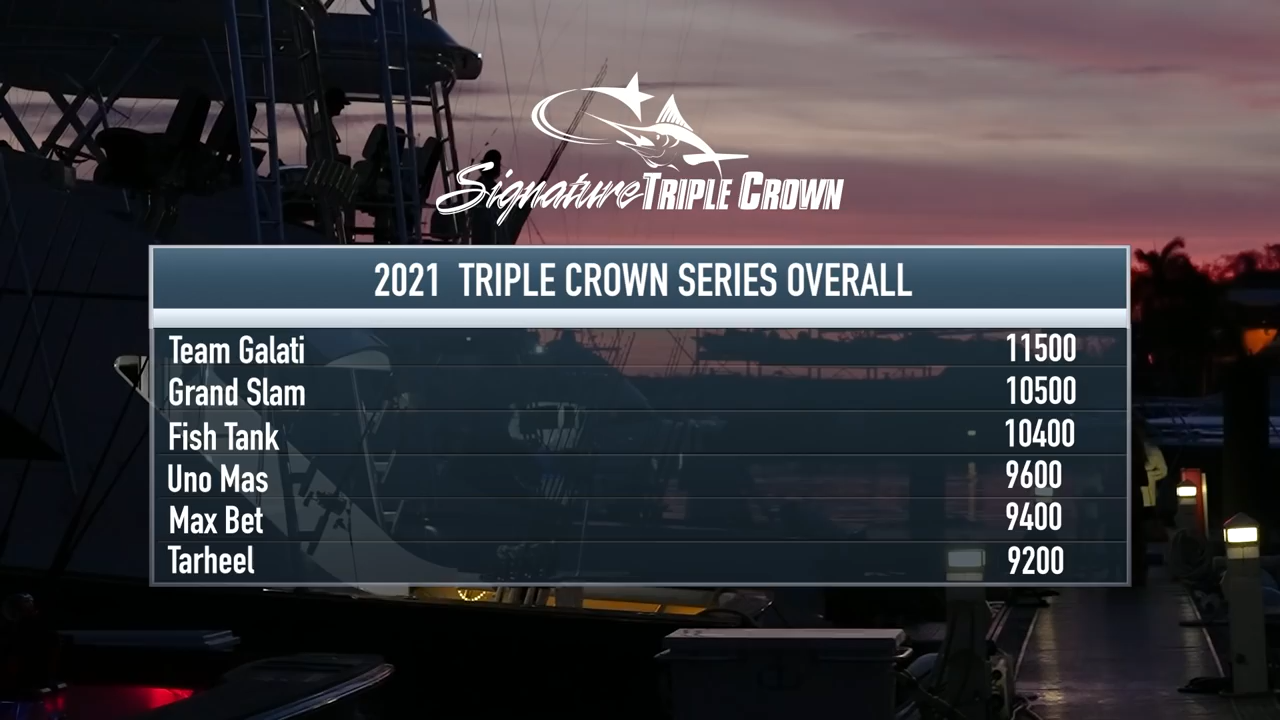 Signature TRIPLE CROWN
2021 TRIPLE CROWN SERIES OVERALL
Team Galati 11500
Grand Slam 10500
Fish Tank 10400
Uno Mas 9600
Max Bet 9400
Tarheel 9200